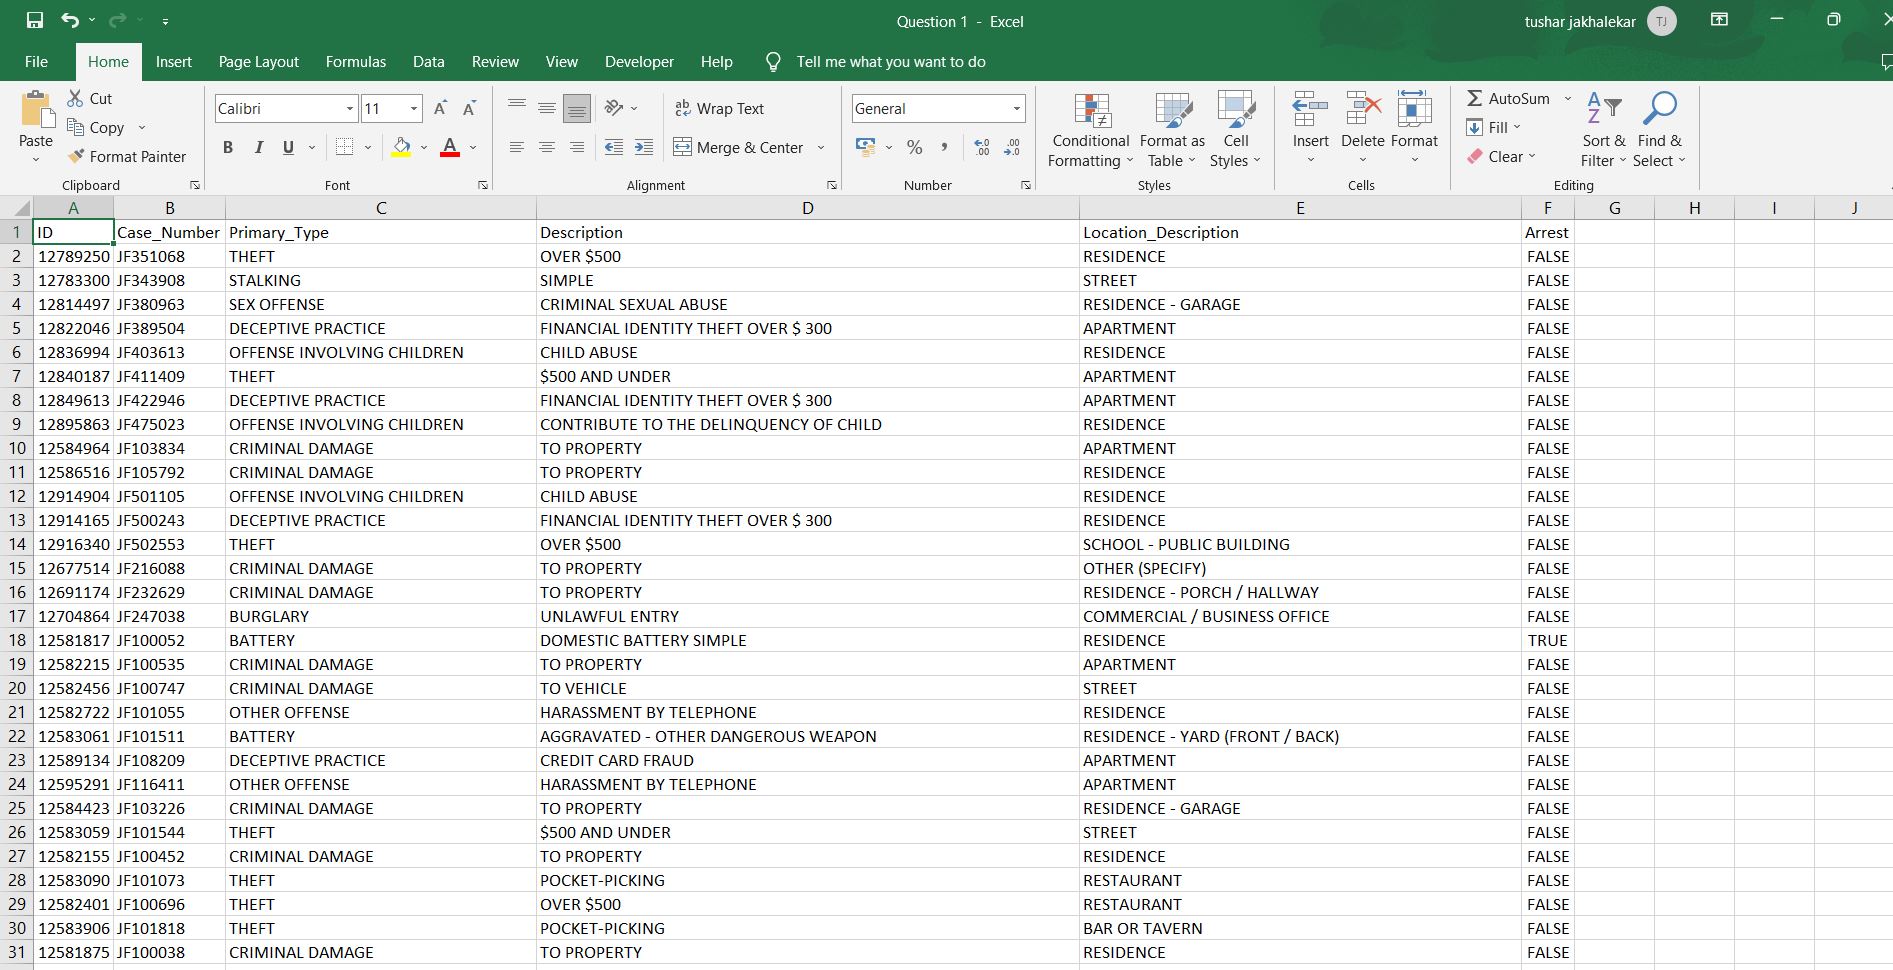 Question 1 - Excel
tushar jakhalekar TJ
File Home Insert Page Layout Formulas Data Review View Developer Help Tell me what you want to do
Paste
Cut
Copy
Format Painter
Clipboard
Calibri 11
B I U A
Font
ab Wrap Text
Merge & Center
Alignment
General
% ,
Number
Conditional Formatting
Format as Table
Cell Styles
Styles
Insert Delete Format
Cells
AutoSum
Fill
Clear
Sort & Filter
Find & Select
Editing
A B C D E F G H I J
1 ID Case_Number Primary_Type Description Location_Description Arrest
2 12789250 JF351068 THEFT OVER $500 RESIDENCE FALSE
3 12783300 JF343908 STALKING SIMPLE STREET FALSE
4 12814497 JF380963 SEX OFFENSE CRIMINAL SEXUAL ABUSE RESIDENCE - GARAGE FALSE
5 12822046 JF389504 DECEPTIVE PRACTICE FINANCIAL IDENTITY THEFT OVER $ 300 APARTMENT FALSE
6 12836994 JF403613 OFFENSE INVOLVING CHILDREN CHILD ABUSE RESIDENCE FALSE
7 12840187 JF411409 THEFT $500 AND UNDER APARTMENT FALSE
8 12849613 JF422946 DECEPTIVE PRACTICE FINANCIAL IDENTITY THEFT OVER $ 300 APARTMENT FALSE
9 12895863 JF475023 OFFENSE INVOLVING CHILDREN CONTRIBUTE TO THE DELINQUENCY OF CHILD RESIDENCE FALSE
10 12584964 JF103834 CRIMINAL DAMAGE TO PROPERTY APARTMENT FALSE
11 12586516 JF105792 CRIMINAL DAMAGE TO PROPERTY RESIDENCE FALSE
12 12914904 JF501105 OFFENSE INVOLVING CHILDREN CHILD ABUSE RESIDENCE FALSE
13 12914165 JF500243 DECEPTIVE PRACTICE FINANCIAL IDENTITY THEFT OVER $ 300 RESIDENCE FALSE
14 12916340 JF502553 THEFT OVER $500 SCHOOL - PUBLIC BUILDING FALSE
15 12677514 JF216088 CRIMINAL DAMAGE TO PROPERTY OTHER (SPECIFY) FALSE
16 12691174 JF232629 CRIMINAL DAMAGE TO PROPERTY RESIDENCE - PORCH / HALLWAY FALSE
17 12704864 JF247038 BURGLARY UNLAWFUL ENTRY COMMERCIAL / BUSINESS OFFICE FALSE
18 12581817 JF100052 BATTERY DOMESTIC BATTERY SIMPLE RESIDENCE TRUE
19 12582215 JF100535 CRIMINAL DAMAGE TO PROPERTY APARTMENT FALSE
20 12582456 JF100747 CRIMINAL DAMAGE TO VEHICLE STREET FALSE
21 12582722 JF101055 OTHER OFFENSE HARASSMENT BY TELEPHONE RESIDENCE FALSE
22 12583061 JF101511 BATTERY AGGRAVATED - OTHER DANGEROUS WEAPON RESIDENCE - YARD (FRONT / BACK) FALSE
23 12589134 JF108209 DECEPTIVE PRACTICE CREDIT CARD FRAUD APARTMENT FALSE
24 12595291 JF116411 OTHER OFFENSE HARASSMENT BY TELEPHONE APARTMENT FALSE
25 12584423 JF103226 CRIMINAL DAMAGE TO PROPERTY RESIDENCE - GARAGE FALSE
26 12583059 JF101544 THEFT $500 AND UNDER STREET FALSE
27 12582155 JF100452 CRIMINAL DAMAGE TO PROPERTY RESIDENCE FALSE
28 12583090 JF101073 THEFT POCKET-PICKING RESTAURANT FALSE
29 12582401 JF100696 THEFT OVER $500 RESTAURANT FALSE
30 12583906 JF101818 THEFT POCKET-PICKING BAR OR TAVERN FALSE
31 12581875 JF100038 CRIMINAL DAMAGE TO PROPERTY RESIDENCE FALSE